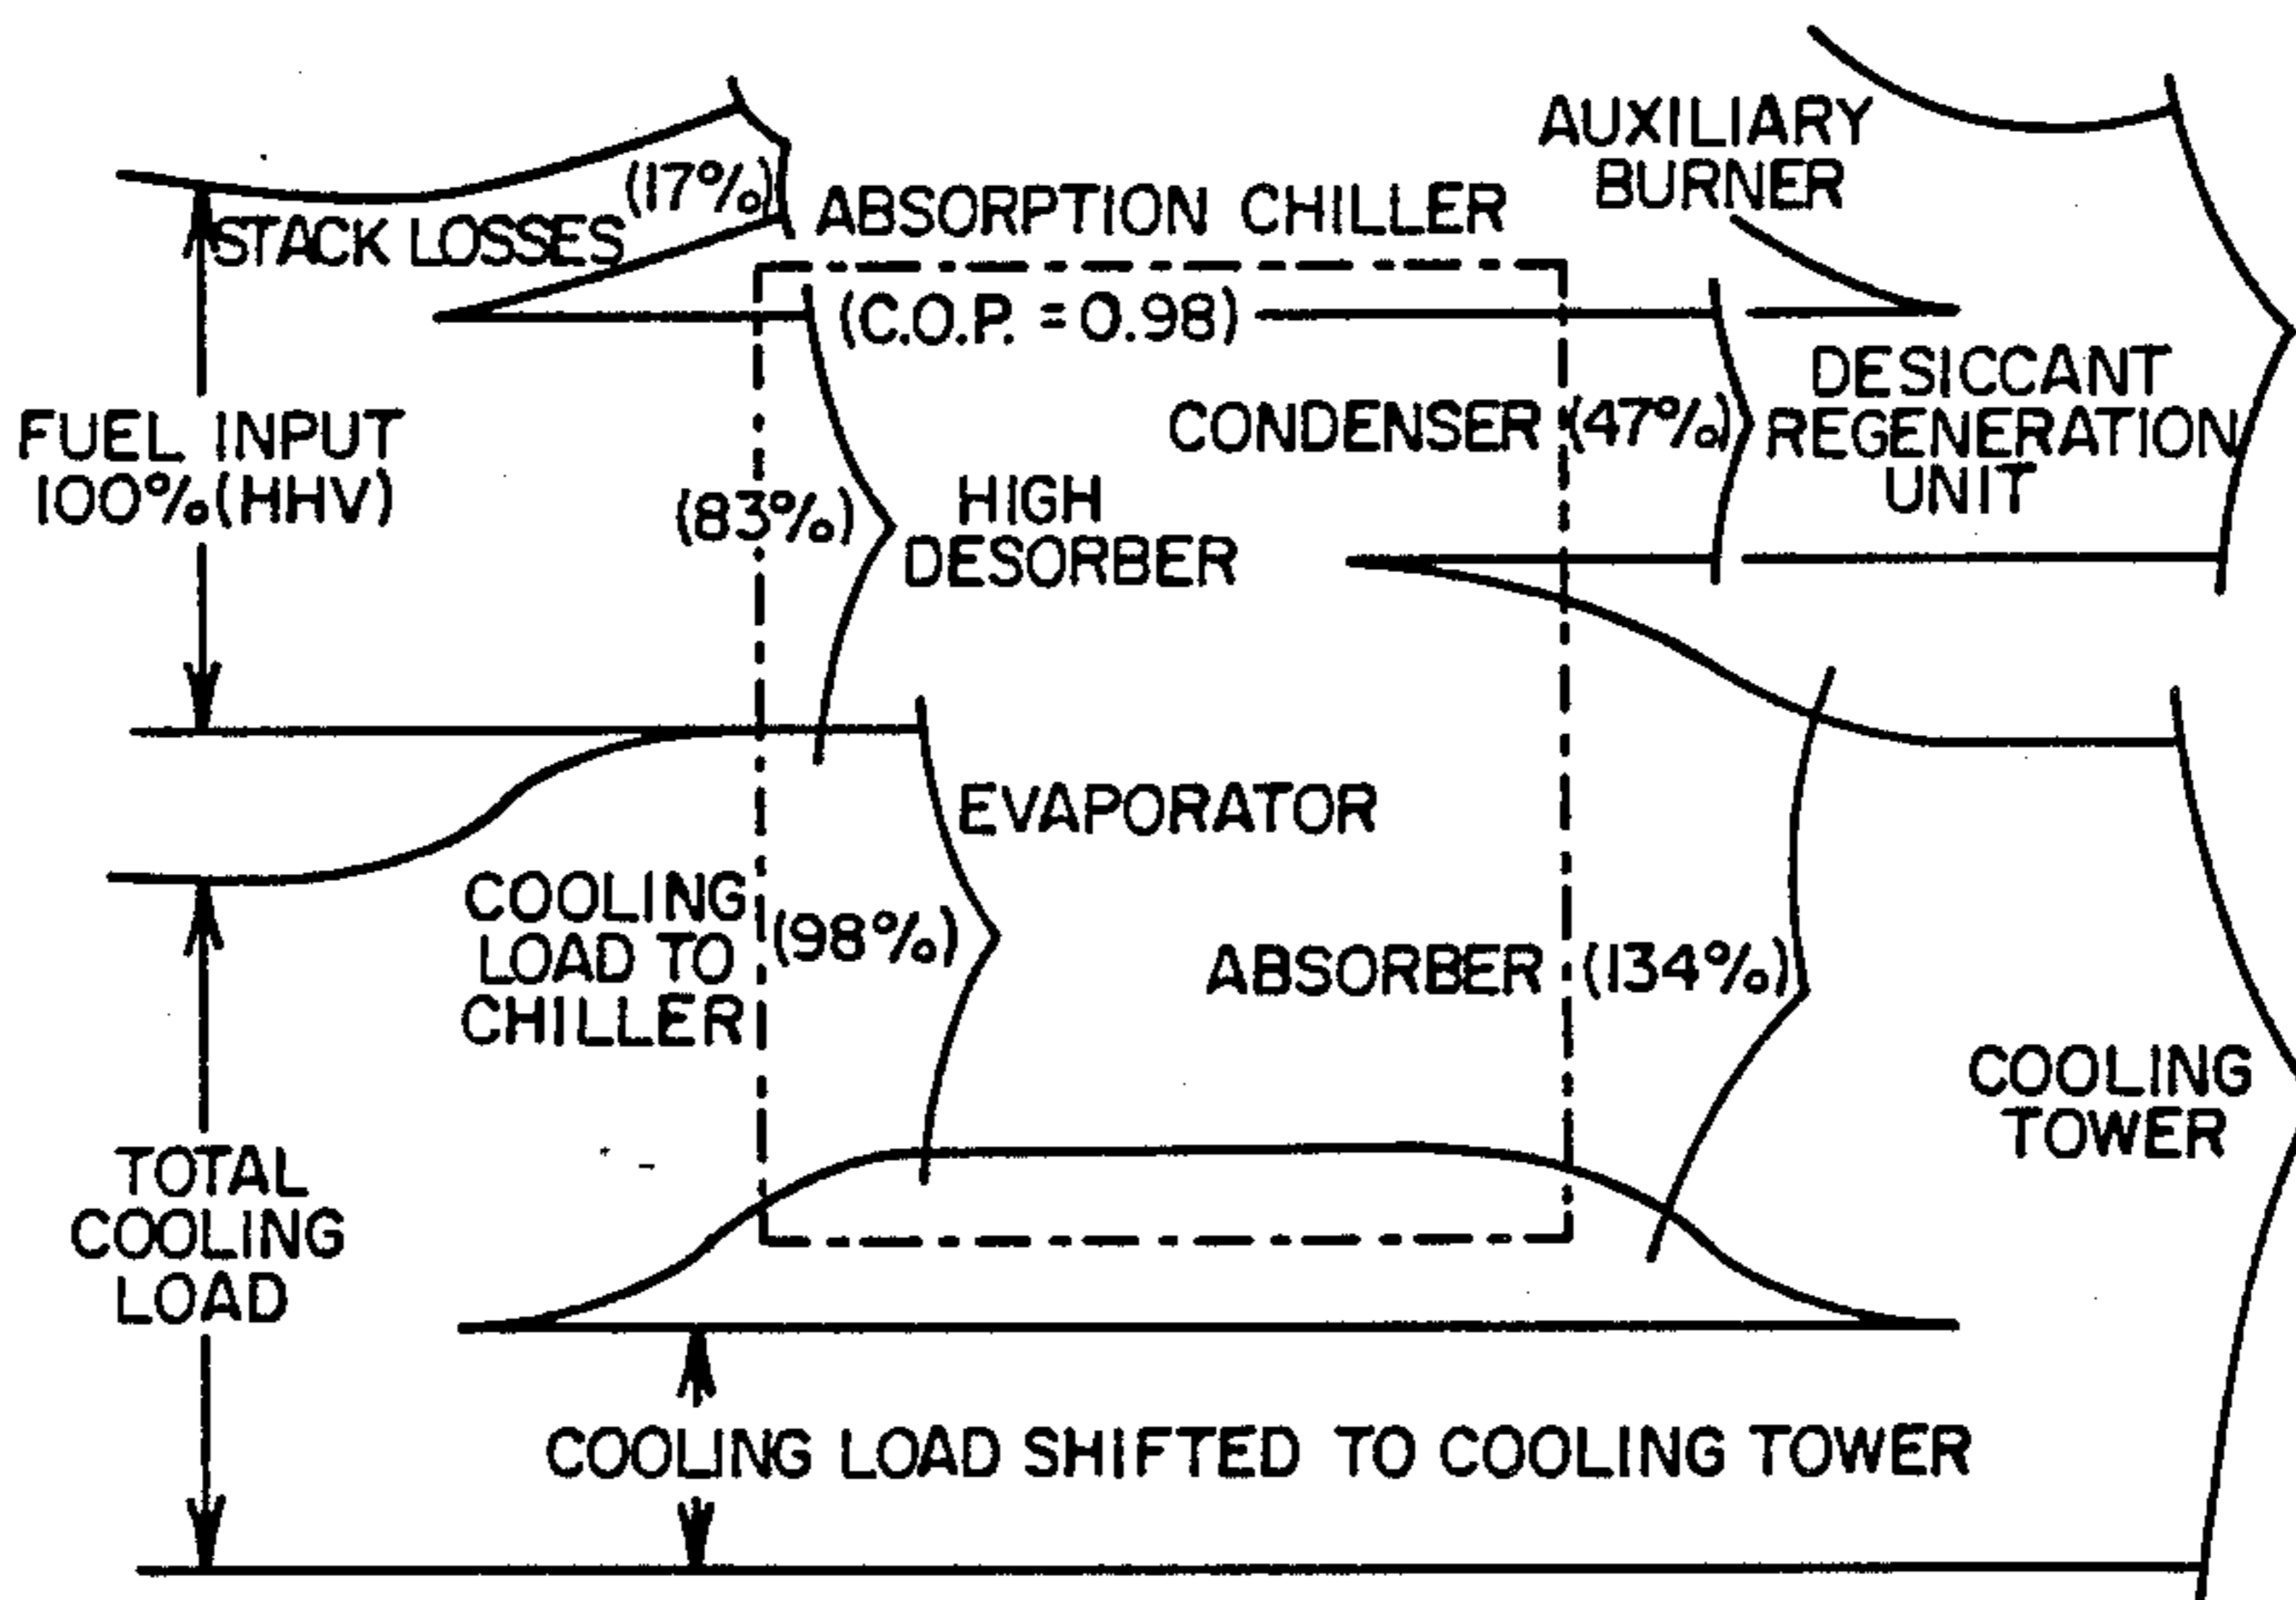 AUXILIARY
BURNER
(17%)
STACK LOSSES
ABSORPTION CHILLER
(C.O.P. = 0.98)
FUEL INPUT
100% (HHV)
(83%)
HIGH
DESORBER
CONDENSER (47%)
DESICCANT
REGENERATION
UNIT
EVAPORATOR
COOLING
LOAD TO
CHILLER
(98%)
ABSORBER (134%)
COOLING
TOWER
TOTAL
COOLING
LOAD
COOLING LOAD SHIFTED TO COOLING TOWER